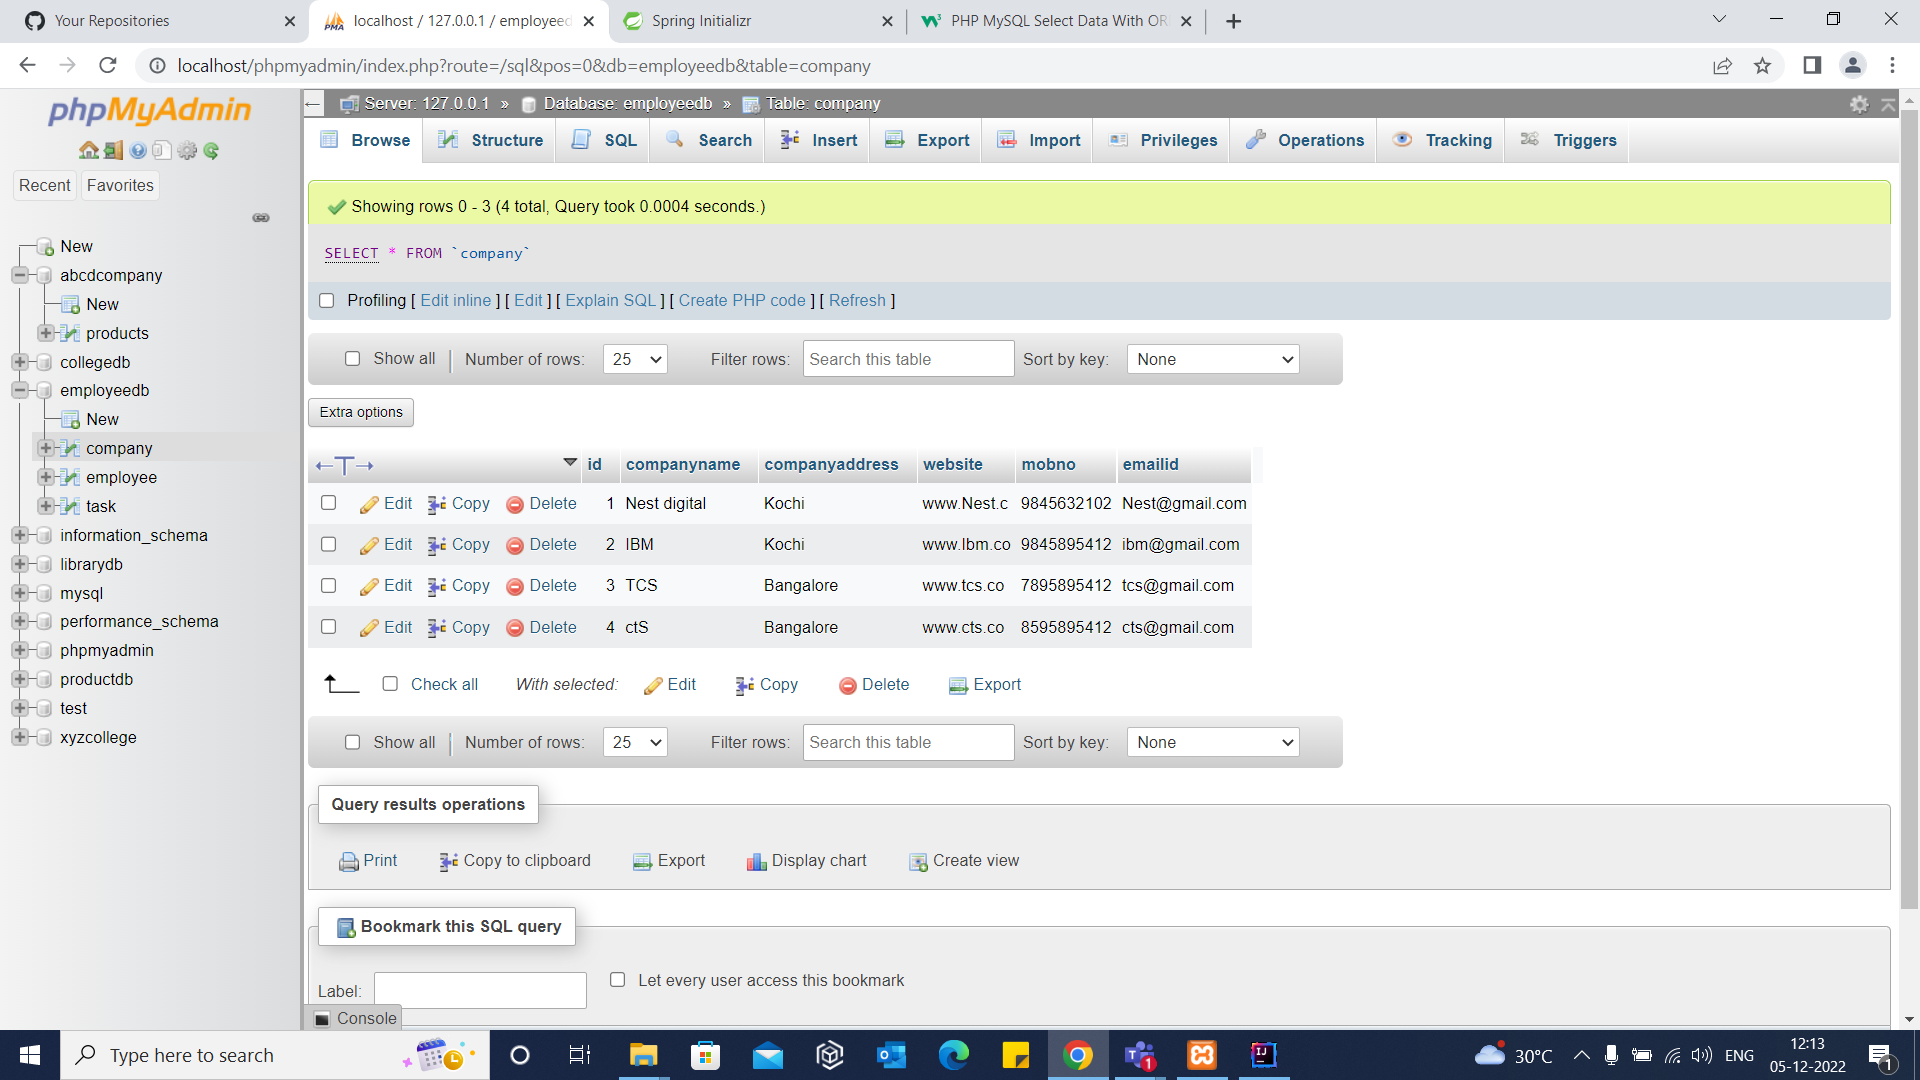 Your Repositories
localhost / 127.0.0.1 / employeed
Spring Initializr
PHP MySQL Select Data With OR
localhost/phpmyadmin/index.php?route=/sql&pos=0&db=employeedb&table=company
phpMyAdmin
Recent Favorites
New
abcdcompany
New
products
collegedb
employeedb
New
company
employee
task
information_schema
librarydb
mysql
performance_schema
phpmyadmin
productdb
test
xyzcollege
Server: 127.0.0.1 » Database: employeedb » Table: company
Browse Structure SQL Search Insert Export Import Privileges Operations Tracking Triggers
Showing rows 0 - 3 (4 total, Query took 0.0004 seconds.)
SELECT * FROM `company`
Profiling [ Edit inline ] [ Edit ] [ Explain SQL ] [ Create PHP code ] [ Refresh ]
Show all Number of rows: 25 Filter rows: Search this table Sort by key: None
Extra options
id companyname companyaddress website mobno emailid
Edit Copy Delete 1 Nest digital Kochi www.Nest.c 9845632102 Nest@gmail.com
Edit Copy Delete 2 IBM Kochi www.Ibm.co 9845895412 ibm@gmail.com
Edit Copy Delete 3 TCS Bangalore www.tcs.co 7895895412 tcs@gmail.com
Edit Copy Delete 4 ctS Bangalore www.cts.co 8595895412 cts@gmail.com
Check all With selected: Edit Copy Delete Export
Show all Number of rows: 25 Filter rows: Search this table Sort by key: None
Query results operations
Print Copy to clipboard Export Display chart Create view
Bookmark this SQL query
Label: Let every user access this bookmark
Console
Type here to search
30°C ENG
12:13
05-12-2022